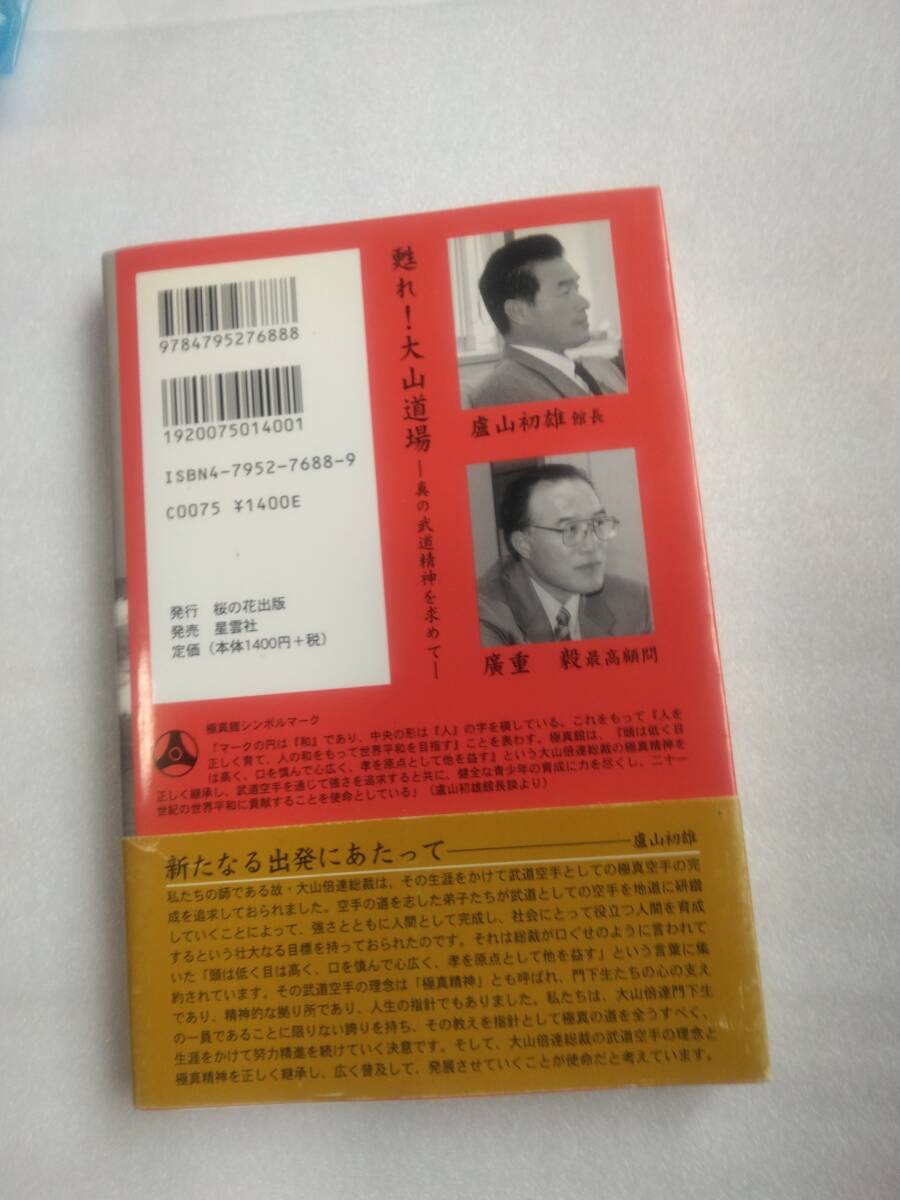 甦れ！大山道場
―真の武道精神を求めて―
盧山初雄 館長
廣重　毅 最高顧問
9784795276888
1920075014001
ISBN4-7952-7688-9
C0075 ¥1400E
発行　桜の花出版
発売　星雲社
定価（本体1400円＋税）
極真館シンボルマーク
「マークの円は『和』であり、中央の形は『人』の字を模している。これをもって『人を
正しく育て、人の和をもって世界平和を目指す』ことを表わす。極真館は、『頭は低く目
は高く、口を慎んで心広く、孝を原点として他を益す』という大山倍達総裁の極真精神を
正しく継承し、武道空手を通じて強さを追求すると共に、健全な青少年の育成に力を尽くし、二十一
世紀の世界平和に貢献することを使命としている」（盧山初雄館長談より）
新たなる出発にあたって――――盧山初雄
私たちの師である故・大山倍達総裁は、その生涯をかけて武道空手としての極真空手の完
成を追求しておられました。空手の道を志した弟子たちが武道としての空手を地道に研鑽
していくことによって、強さとともに人間として完成し、社会にとって役立つ人間を育成
するという壮大なる目標を持っておられたのです。それは総裁が口ぐせのように言われて
いた「頭は低く目は高く、口を慎んで心広く、孝を原点として他を益す」という言葉に集
約されています。その武道空手の理念は「極真精神」とも呼ばれ、門下生たちの心の支え
であり、精神的な拠り所であり、人生の指針でもありました。私たちは、大山倍達門下生
の一員であることに限りない誇りを持ち、その教えを指針として極真の道を全うすべく、
生涯をかけて努力精進を続けていく決意です。そして、大山倍達総裁の武道空手の理念と
極真精神を正しく継承し、広く普及して、発展させていくことが使命だと考えています。